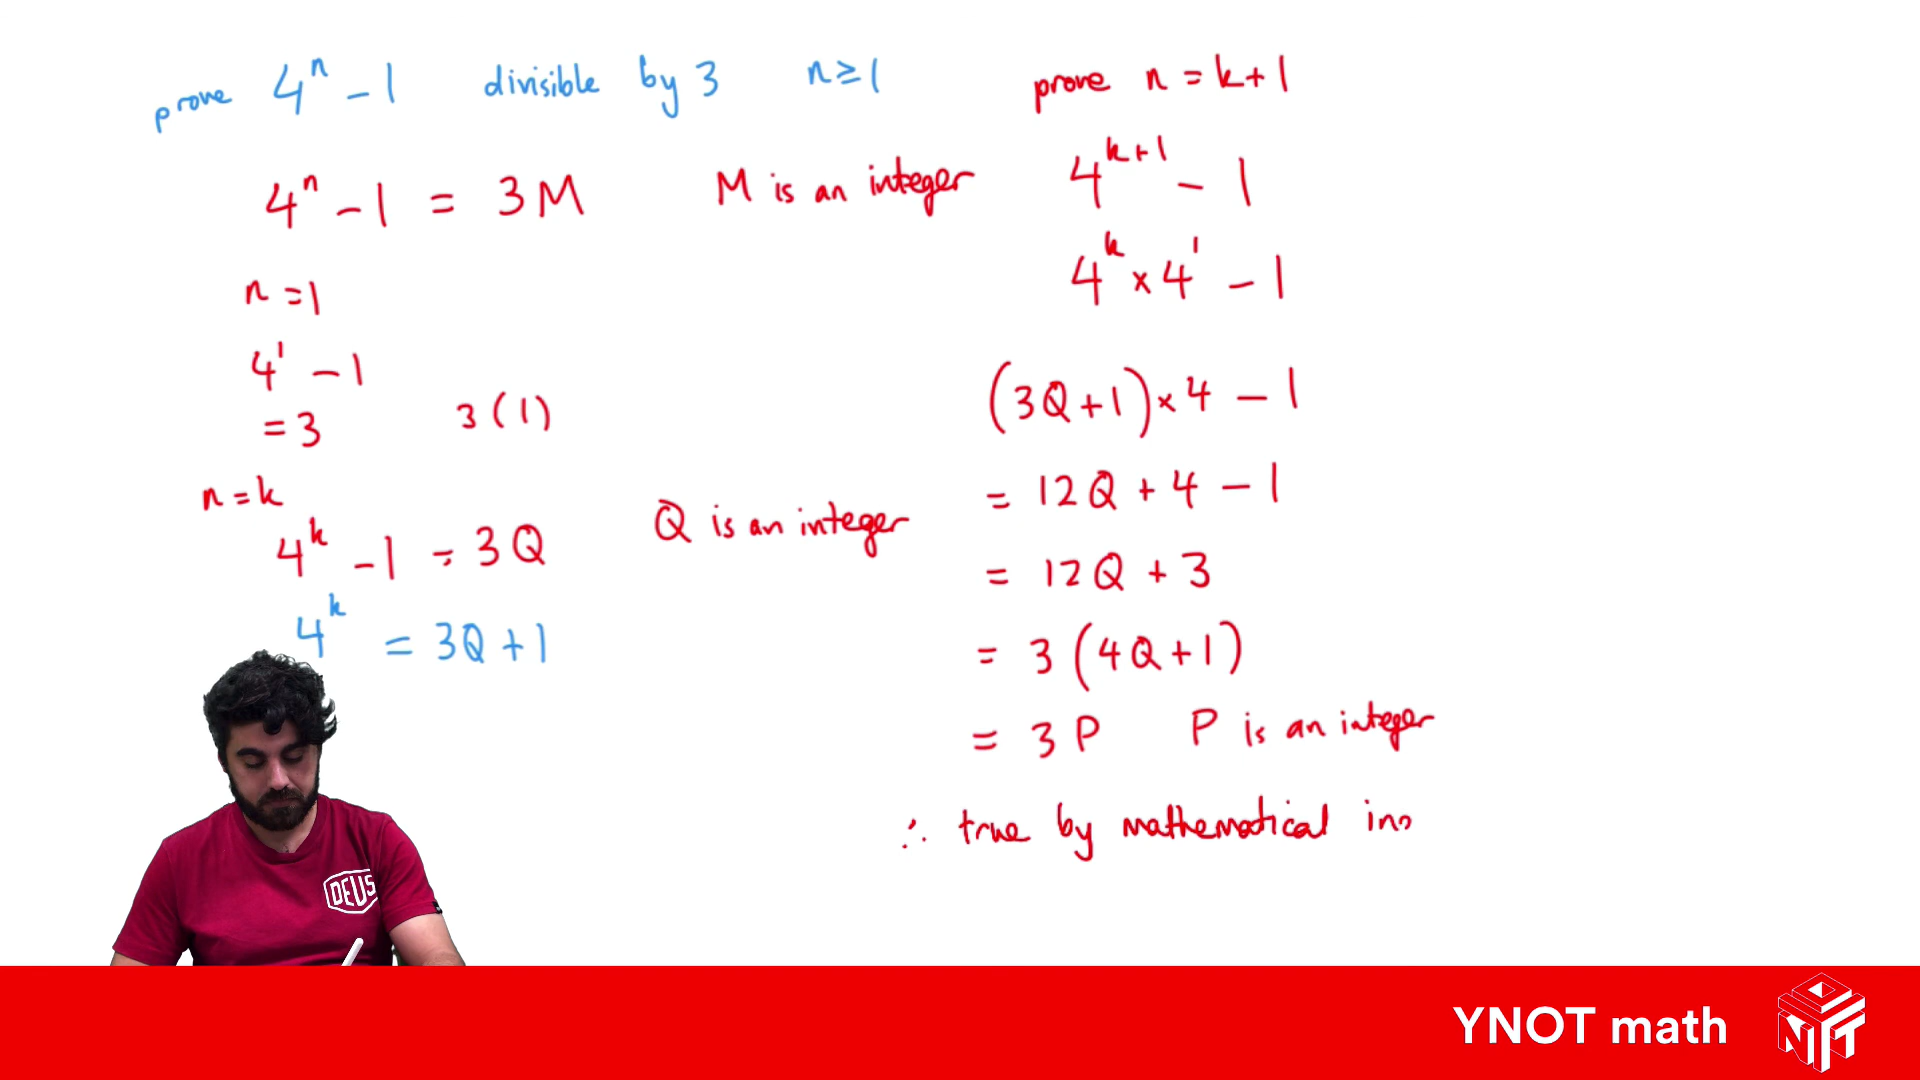 prove 4ⁿ - 1 divisible by 3 n ≥ 1
4ⁿ - 1 = 3M M is an integer
n = 1
4¹ - 1
= 3 3(1)
n = k
4ᵏ - 1 = 3Q Q is an integer
4ᵏ = 3Q + 1
prove n = k+1
4ᵏ⁺¹ - 1
4ᵏ × 4¹ - 1
(3Q+1) × 4 - 1
= 12Q + 4 - 1
= 12Q + 3
= 3(4Q+1)
= 3P P is an integer
∴ true by mathematical in
DEUS
YNOT math
YNOT